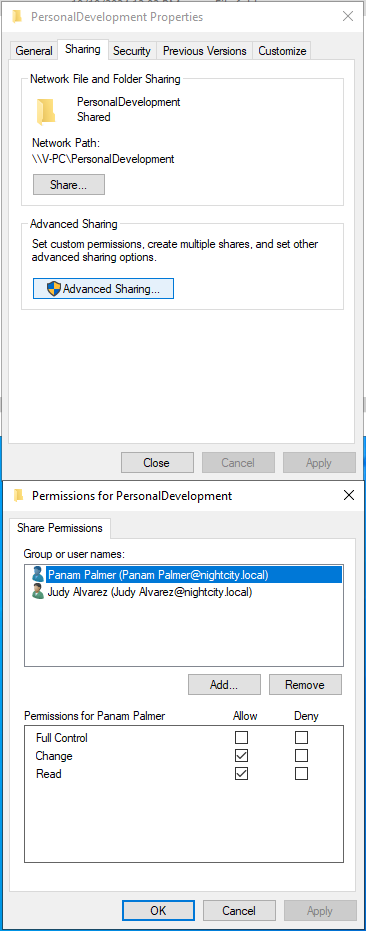 PersonalDevelopment Properties
General Sharing Security Previous Versions Customize
Network File and Folder Sharing
PersonalDevelopment
Shared
Network Path:
\\V-PC\PersonalDevelopment
Share...
Advanced Sharing
Set custom permissions, create multiple shares, and set other
advanced sharing options.
Advanced Sharing...
Close Cancel Apply
Permissions for PersonalDevelopment
Share Permissions
Group or user names:
Panam Palmer (Panam Palmer@nightcity.local)
Judy Alvarez (Judy Alvarez@nightcity.local)
Add... Remove
Permissions for Panam Palmer Allow Deny
Full Control
Change
Read
OK Cancel Apply